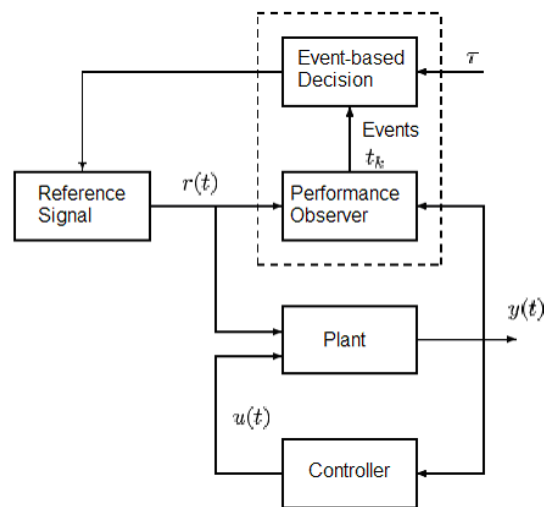 Event-based
Decision
τ
Events
t_k
Reference
Signal
r(t)
Performance
Observer
Plant
y(t)
u(t)
Controller